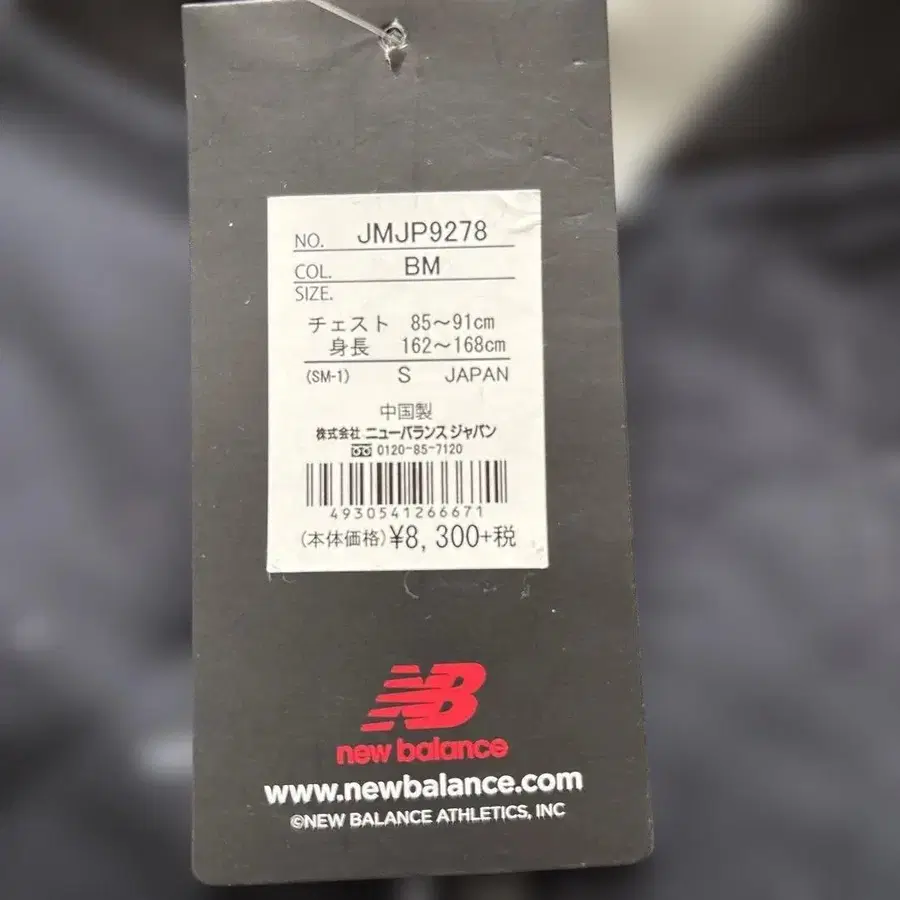 NO. JMJP9278
COL. BM
SIZE.
チェスト 85～91cm
身長 162～168cm
(SM-1) S JAPAN
中国製
株式会社 ニューバランス ジャパン
0120-85-7120
4930541266671
(本体価格) ¥8,300+税
NB
new balance
www.newbalance.com
©NEW BALANCE ATHLETICS, INC